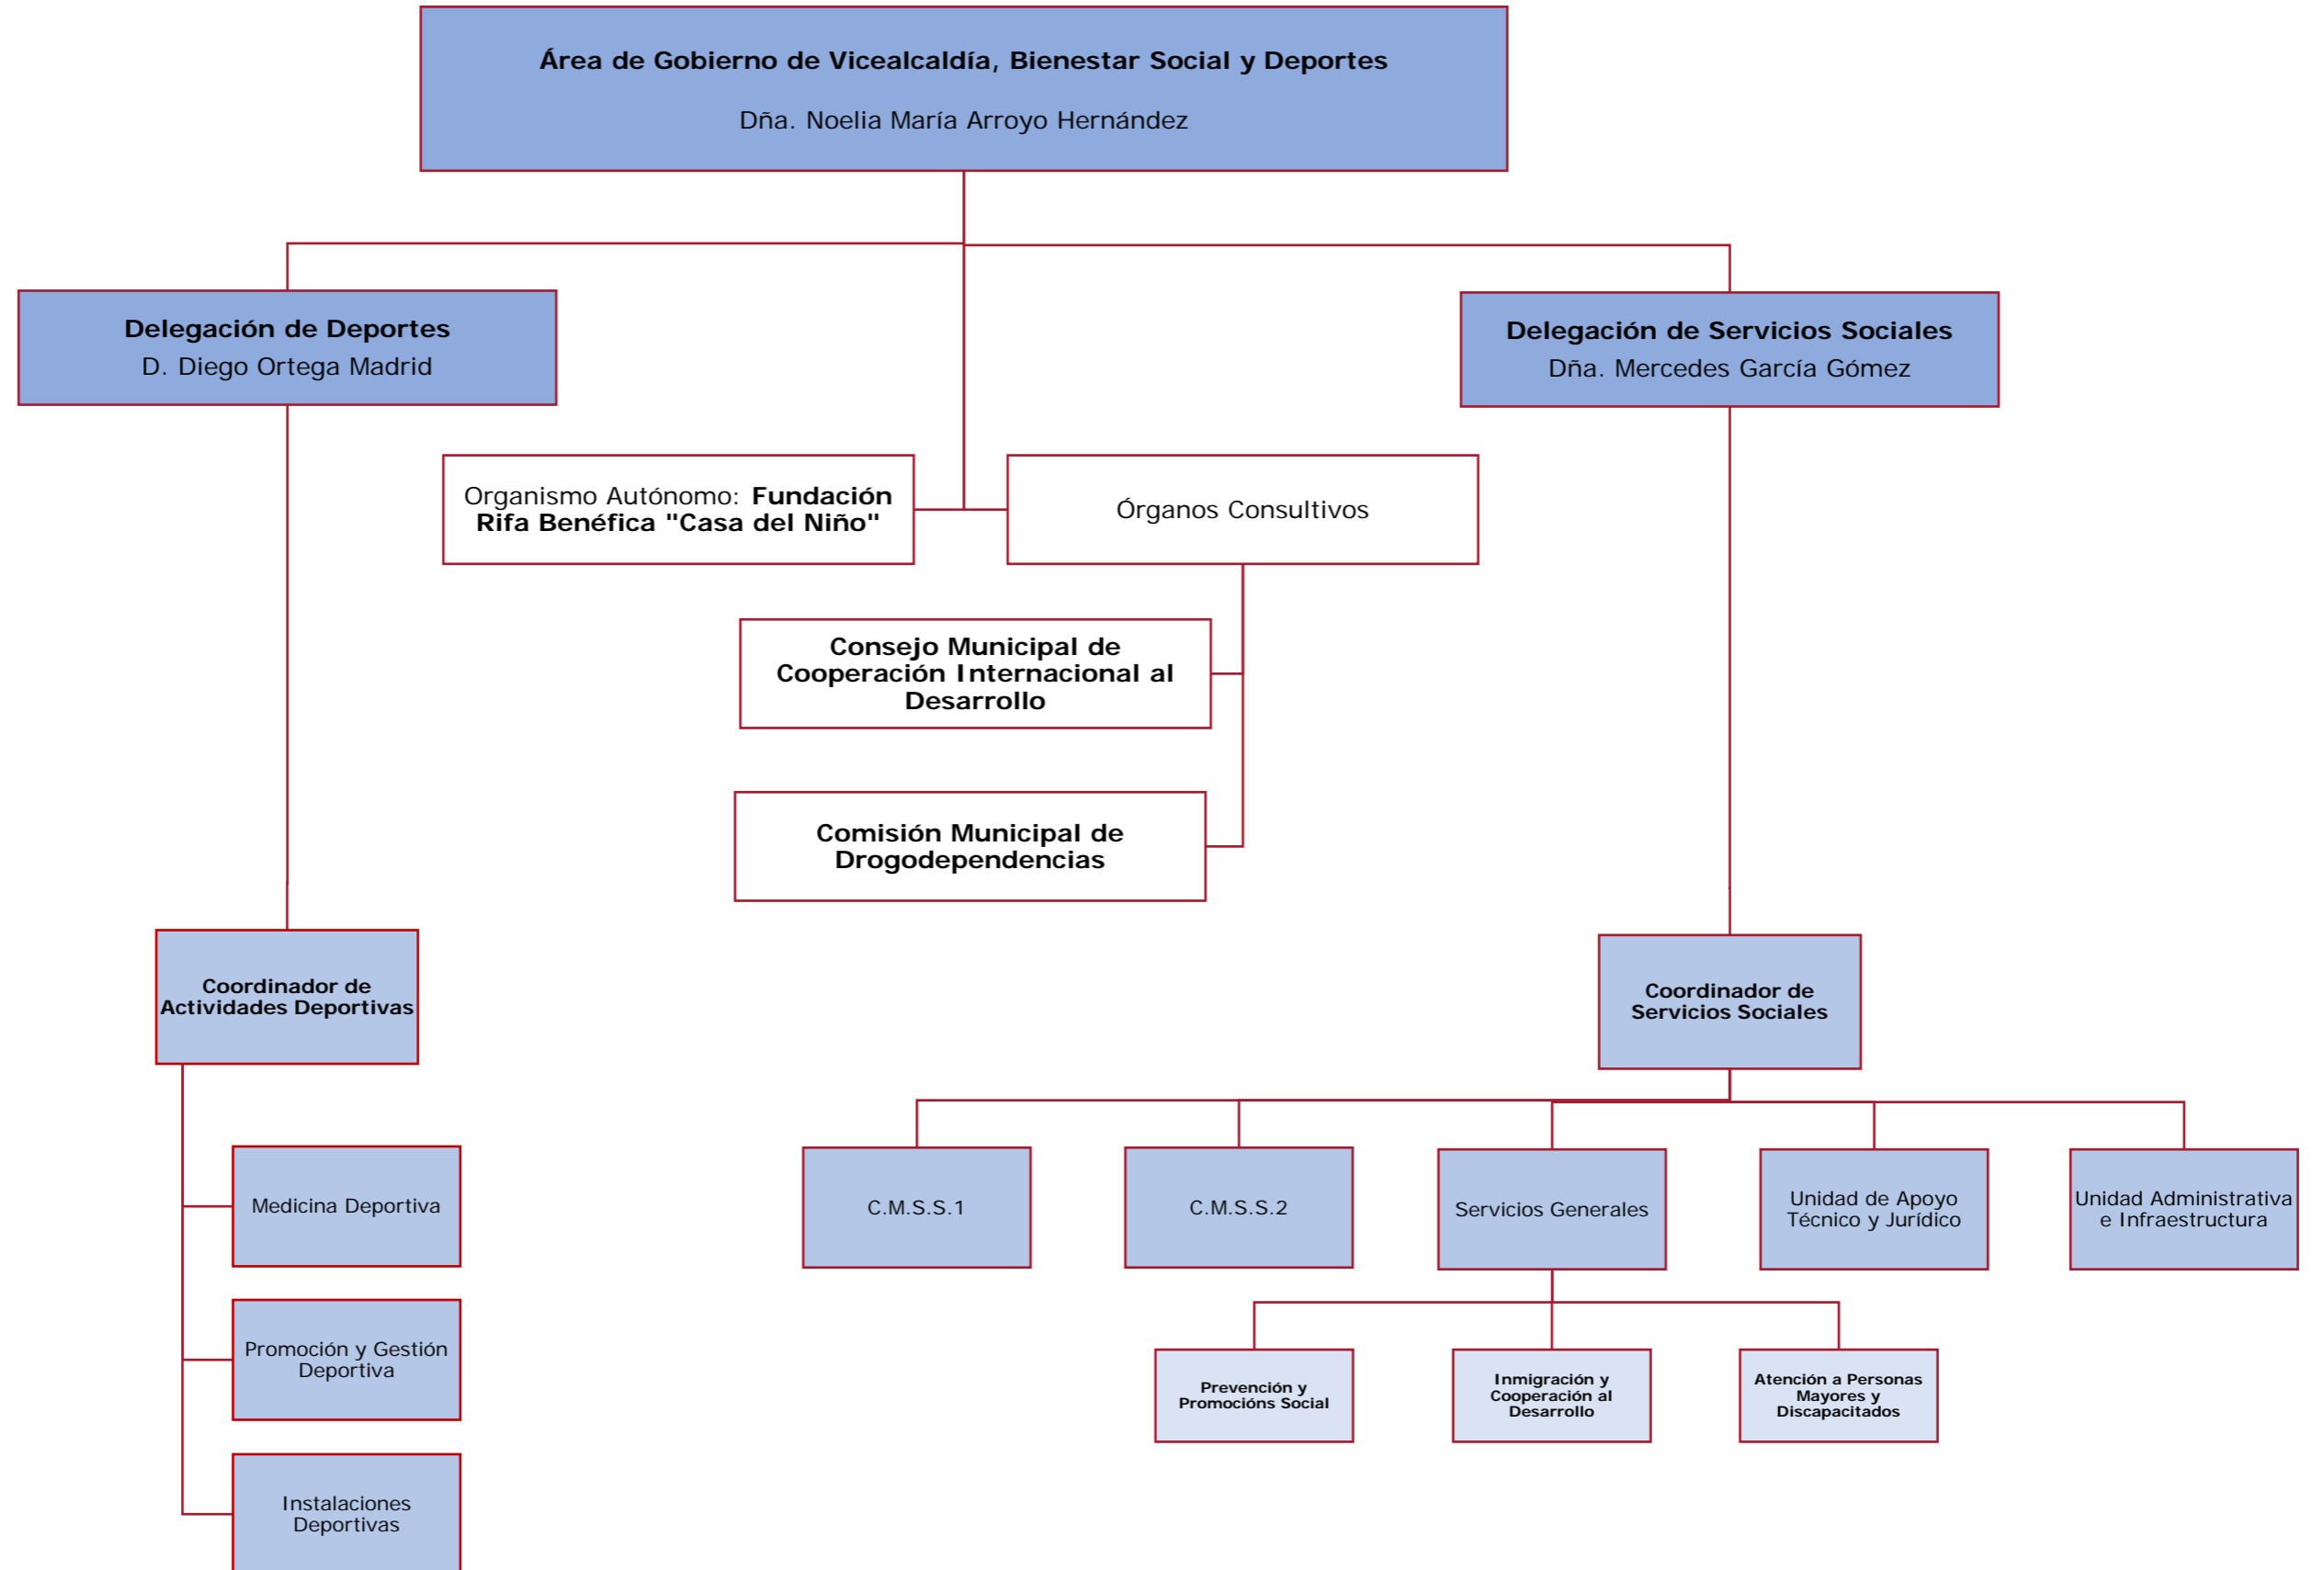 Área de Gobierno de Vicealcaldía, Bienestar Social y Deportes
Dña. Noelia María Arroyo Hernández
Delegación de Deportes
D. Diego Ortega Madrid
Delegación de Servicios Sociales
Dña. Mercedes García Gómez
Organismo Autónomo: Fundación
Rifa Benéfica "Casa del Niño"
Órganos Consultivos
Consejo Municipal de
Cooperación Internacional al
Desarrollo
Comisión Municipal de
Drogodependencias
Coordinador de
Actividades Deportivas
Coordinador de
Servicios Sociales
Medicina Deportiva
Promoción y Gestión
Deportiva
Instalaciones
Deportivas
C.M.S.S.1
C.M.S.S.2
Servicios Generales
Unidad de Apoyo
Técnico y Jurídico
Unidad Administrativa
e Infraestructura
Prevención y
Promocións Social
Inmigración y
Cooperación al
Desarrollo
Atención a Personas
Mayores y
Discapacitados